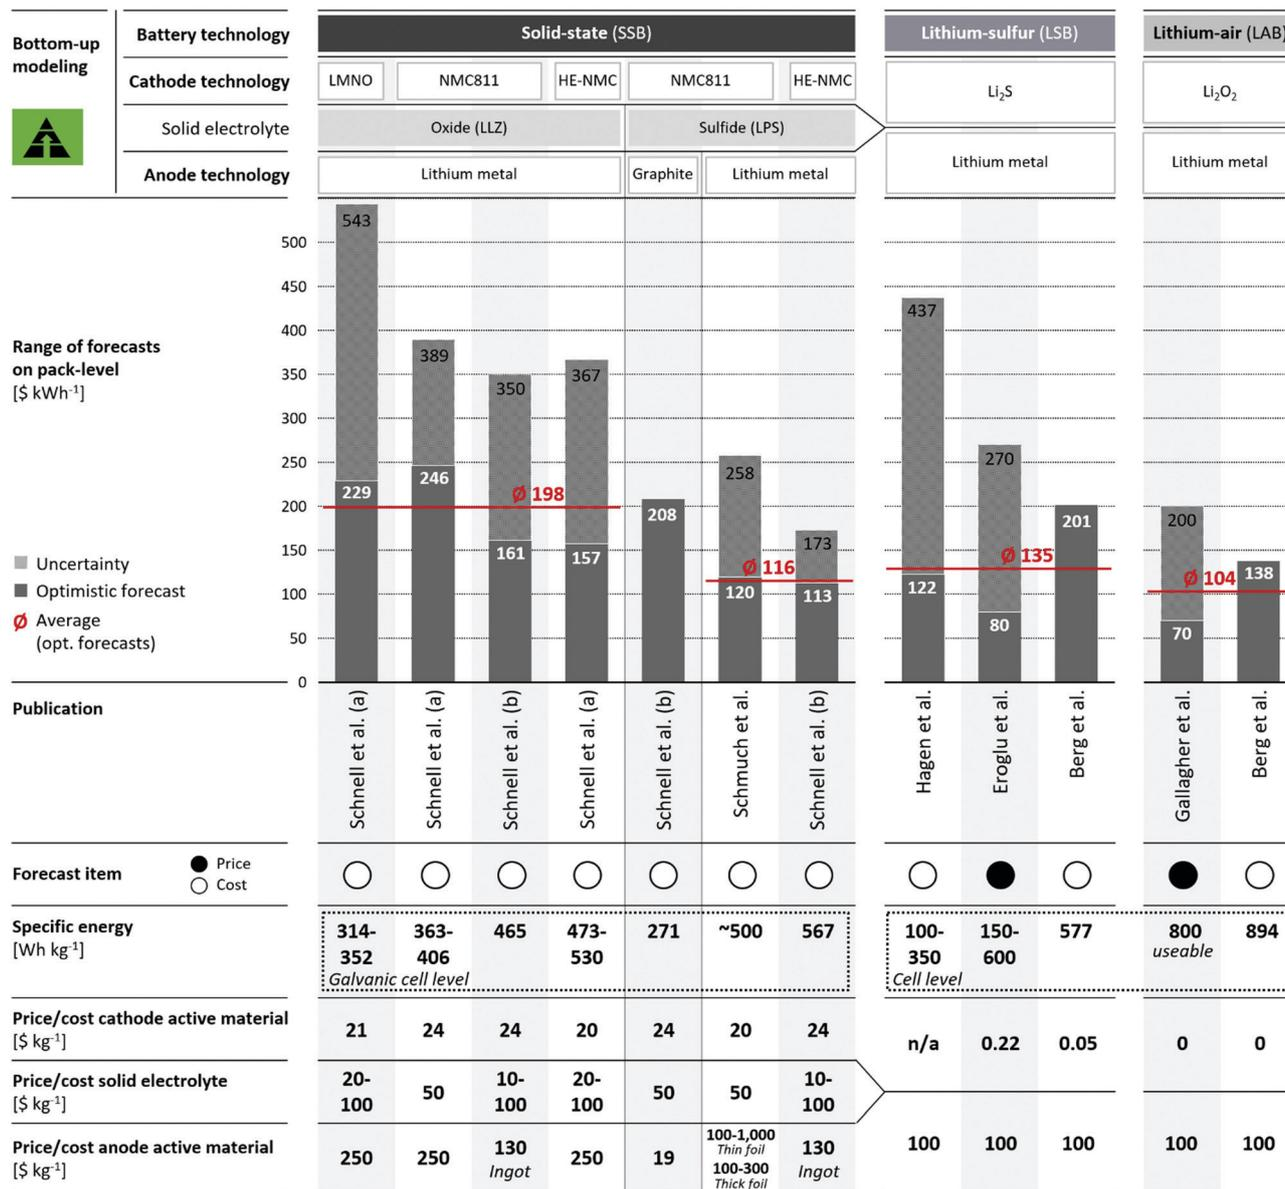 Bottom-up
modeling
Battery technology
Solid-state (SSB)
Lithium-sulfur (LSB)
Lithium-air (LAB)
Cathode technology
LMNO
NMC811
HE-NMC
NMC811
HE-NMC
Li₂S
Li₂O₂
Solid electrolyte
Oxide (LLZ)
Sulfide (LPS)
Anode technology
Lithium metal
Graphite
Lithium metal
Lithium metal
Lithium metal
Range of forecasts
on pack-level
[$ kWh⁻¹]
500
450
400
350
300
250
200
150
100
50
0
543
229
389
246
350
161
367
157
Ø 198
208
258
120
173
113
Ø 116
437
122
270
80
201
Ø 135
200
70
138
Ø 104
Uncertainty
Optimistic forecast
Ø Average
(opt. forecasts)
Publication
Schnell et al. (a)
Schnell et al. (a)
Schnell et al. (b)
Schnell et al. (a)
Schnell et al. (b)
Schmuch et al.
Schnell et al. (b)
Hagen et al.
Eroglu et al.
Berg et al.
Gallagher et al.
Berg et al.
Forecast item
Price
Cost
Specific energy
[Wh kg⁻¹]
314-
352
363-
406
465
473-
530
271
~500
567
Galvanic cell level
100-
350
150-
600
577
Cell level
800
useable
894
Price/cost cathode active material
[$ kg⁻¹]
21
24
24
20
24
20
24
n/a
0.22
0.05
0
0
Price/cost solid electrolyte
[$ kg⁻¹]
20-
100
50
10-
100
20-
100
50
50
10-
100
Price/cost anode active material
[$ kg⁻¹]
250
250
130
Ingot
250
19
100-1,000
Thin foil
100-300
Thick foil
130
Ingot
100
100
100
100
100